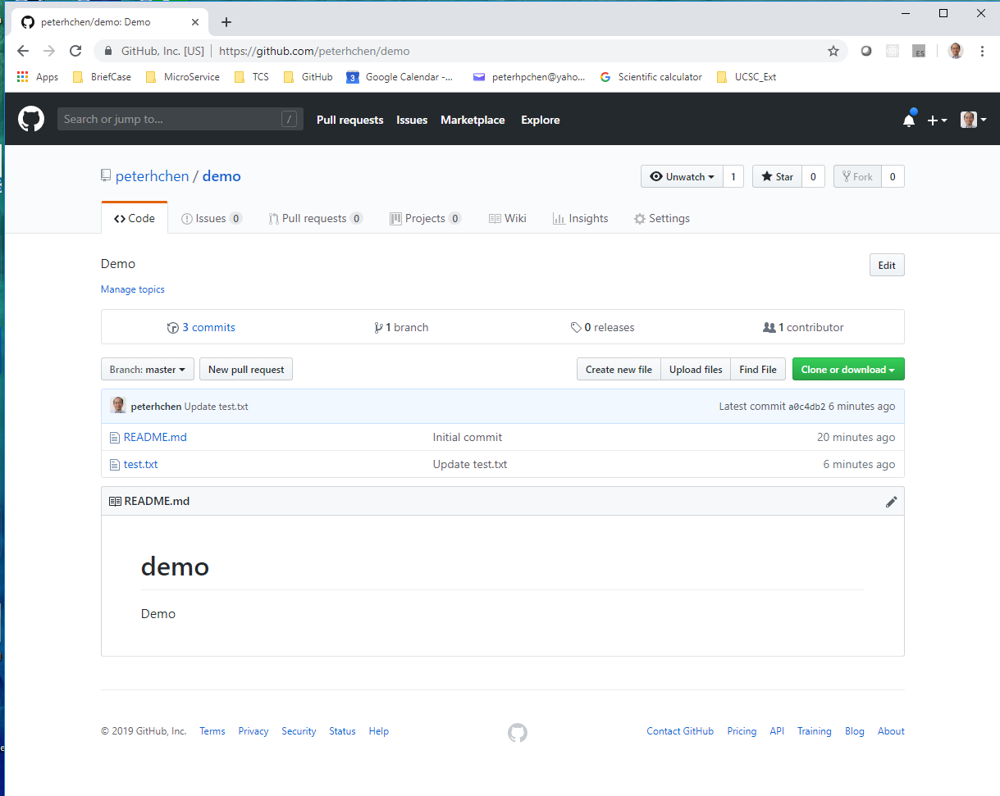 peterhchen/demo: Demo
GitHub, Inc. [US] | https://github.com/peterhchen/demo
ES
Apps BriefCase MicroService TCS GitHub 3 Google Calendar -... peterhpchen@yaho... Scientific calculator UCSC_Ext
Search or jump to... / Pull requests Issues Marketplace Explore
peterhchen / demo Unwatch 1 Star 0 Fork 0
Code Issues 0 Pull requests 0 Projects 0 Wiki Insights Settings
Demo Edit
Manage topics
3 commits 1 branch 0 releases 1 contributor
Branch: master New pull request Create new file Upload files Find File Clone or download
peterhchen Update test.txt Latest commit a0c4db2 6 minutes ago
README.md Initial commit 20 minutes ago
test.txt Update test.txt 6 minutes ago
README.md
demo
Demo
© 2019 GitHub, Inc. Terms Privacy Security Status Help Contact GitHub Pricing API Training Blog About